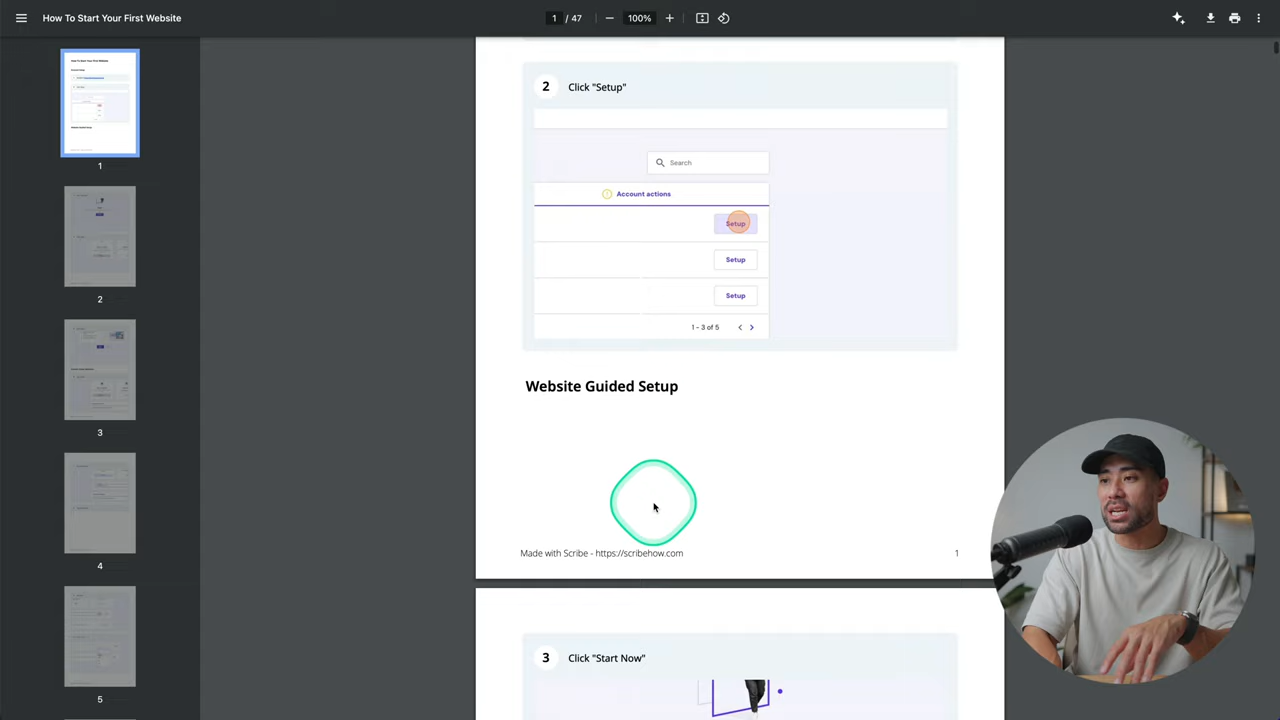 How To Start Your First Website
1 / 47
100%
2 Click "Setup"
Search
Account actions
Setup
Setup
Setup
1 - 3 of 5
Website Guided Setup
Made with Scribe - https://scribehow.com
1
3 Click "Start Now"
1
2
3
4
5